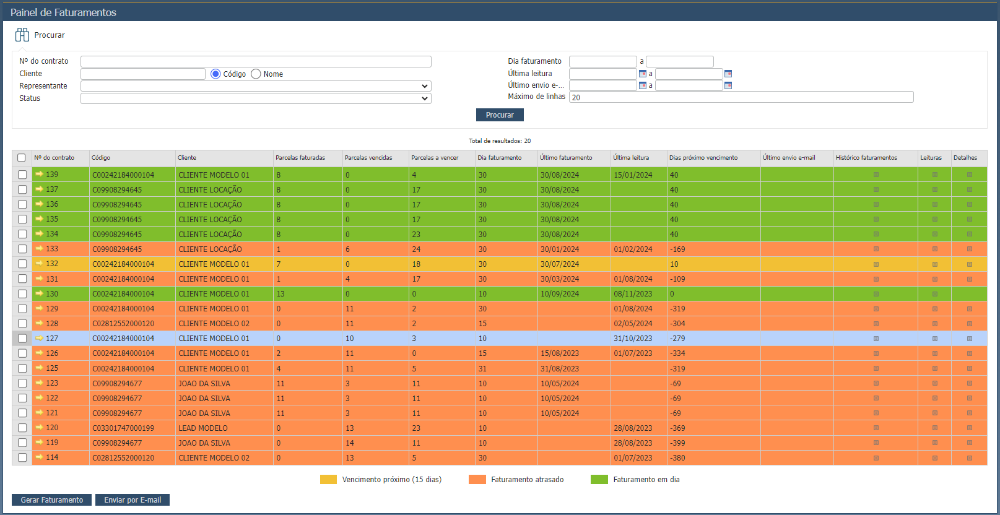 Painel de Faturamentos
Procurar
Nº do contrato
Dia faturamento a
Cliente Código Nome
Última leitura a
Representante
Último envio e-... a
Status
Máximo de linhas 20
Procurar
Total de resultados: 20
Nº do contrato Código Cliente Parcelas faturadas Parcelas vencidas Parcelas a vencer Dia faturamento Último faturamento Última leitura Dias próximo vencimento Último envio e-mail Histórico faturamentos Leituras Detalhes
139 C00242184000104 CLIENTE MODELO 01 8 0 4 30 30/08/2024 15/01/2024 40
137 C09908294645 CLIENTE LOCAÇÃO 8 0 17 30 30/08/2024 40
136 C09908294645 CLIENTE LOCAÇÃO 8 0 17 30 30/08/2024 40
135 C09908294645 CLIENTE LOCAÇÃO 8 0 17 30 30/08/2024 40
134 C09908294645 CLIENTE LOCAÇÃO 8 0 23 30 30/08/2024 40
133 C09908294645 CLIENTE LOCAÇÃO 1 6 24 30 30/01/2024 01/02/2024 -169
132 C00242184000104 CLIENTE MODELO 01 7 0 18 30 30/07/2024 10
131 C00242184000104 CLIENTE MODELO 01 1 4 17 30 30/03/2024 01/08/2024 -109
130 C00242184000104 CLIENTE MODELO 01 13 0 0 10 10/09/2024 08/11/2023 0
129 C00242184000104 CLIENTE MODELO 01 0 11 2 30 01/08/2024 -319
128 C02812552000120 CLIENTE MODELO 02 0 11 2 15 02/05/2024 -304
127 C00242184000104 CLIENTE MODELO 01 0 10 3 10 31/10/2023 -279
126 C00242184000104 CLIENTE MODELO 01 2 11 0 15 15/08/2023 01/07/2023 -334
125 C00242184000104 CLIENTE MODELO 01 4 11 5 31 31/08/2023 -319
123 C09908294677 JOAO DA SILVA 11 3 11 10 10/05/2024 -69
122 C09908294677 JOAO DA SILVA 11 3 11 10 10/05/2024 -69
121 C09908294677 JOAO DA SILVA 11 3 11 10 10/05/2024 -69
120 C03301747000199 LEAD MODELO 0 13 23 10 28/08/2023 -369
119 C09908294677 JOAO DA SILVA 0 14 11 10 28/08/2023 -399
114 C02812552000120 CLIENTE MODELO 02 0 13 5 30 01/07/2023 -380
Vencimento próximo (15 dias) Faturamento atrasado Faturamento em dia
Gerar Faturamento Enviar por E-mail